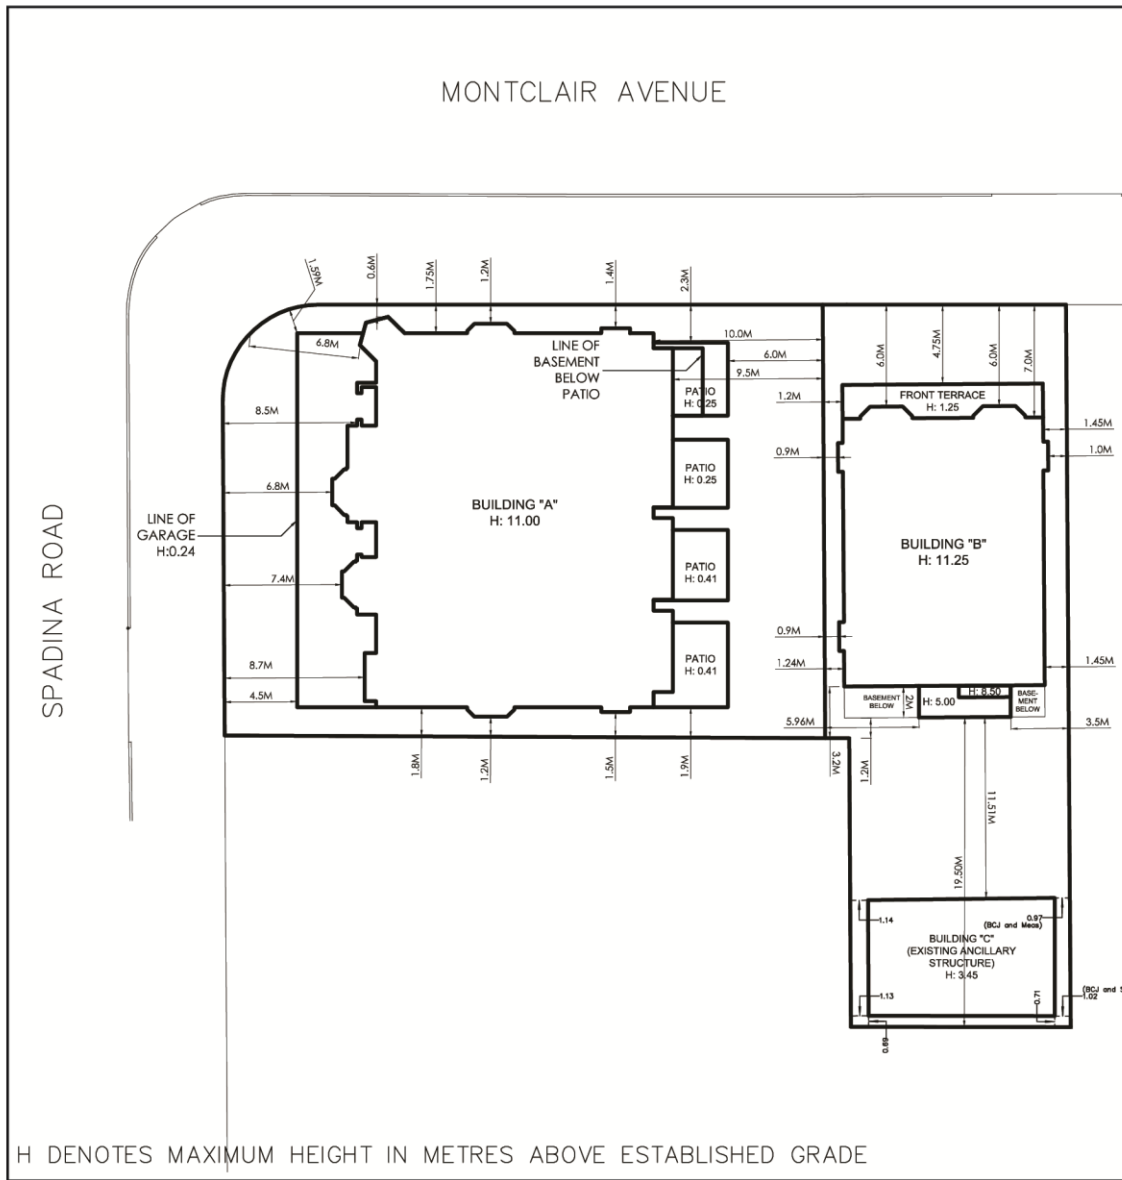 MONTCLAIR AVENUE
1.59M
0.6M
1.75M
1.2M
1.4M
2.3M
10.0M
6.0M
9.5M
6.8M
LINE OF
BASEMENT
BELOW
PATIO
PATIO
H: 0.25
1.2M
6.0M
4.75M
6.0M
7.0M
FRONT TERRACE
H: 1.25
1.45M
1.0M
0.9M
8.5M
6.8M
PATIO
H: 0.25
BUILDING "A"
H: 11.00
LINE OF
GARAGE
H:0.24
SPADINA ROAD
BUILDING "B"
H: 11.25
PATIO
H: 0.41
7.4M
0.9M
1.24M
1.45M
PATIO
H: 0.41
8.7M
4.5M
BASEMENT
BELOW
2M
H: 5.00
H: 8.50
BASE-
MENT
BELOW
5.96M
3.5M
3.2M
1.2M
1.8M
1.2M
1.5M
1.9M
11.51M
19.50M
1.14
0.97
(BCJ and Meas)
BUILDING "C"
(EXISTING ANCILLARY
STRUCTURE)
H: 3.45
1.13
0.71
(BCJ and S
1.02
0.69
H DENOTES MAXIMUM HEIGHT IN METRES ABOVE ESTABLISHED GRADE